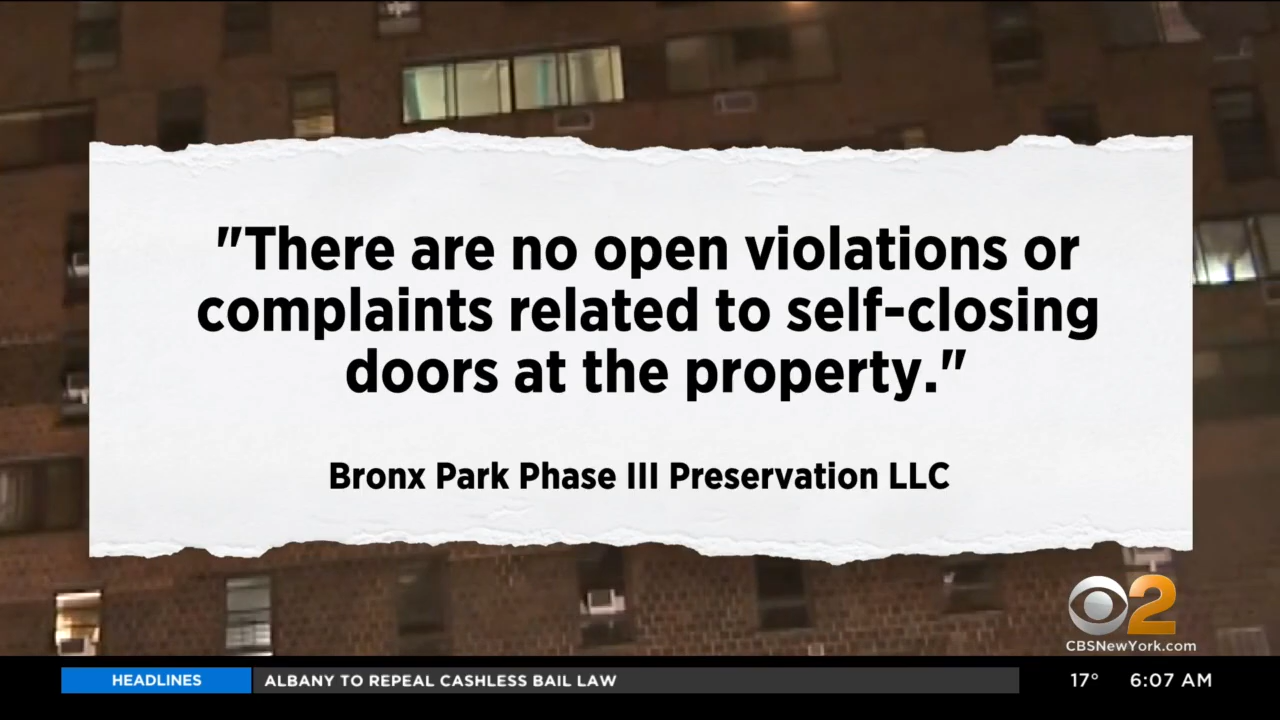 "There are no open violations or
complaints related to self-closing
doors at the property."
Bronx Park Phase III Preservation LLC
2
CBSNewYork.com
HEADLINES ALBANY TO REPEAL CASHLESS BAIL LAW 17° 6:07 AM